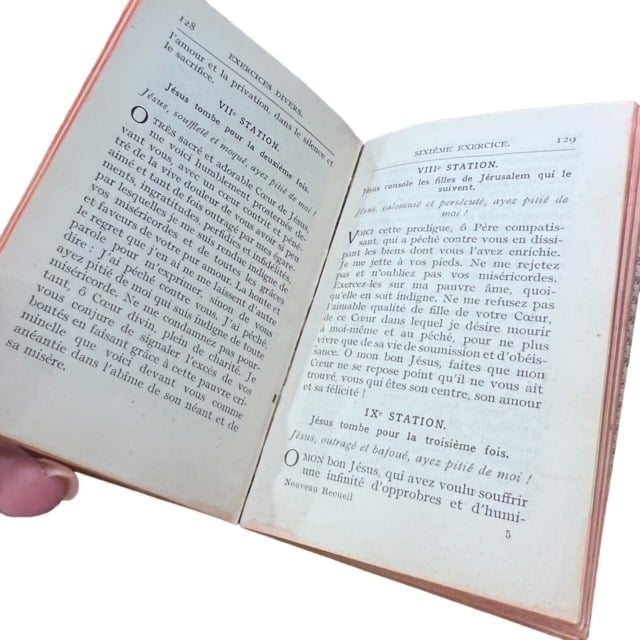 128
EXERCICES DIVERS.
l'amour et la privation, dans le silence et
le sacrifice.
VIIe STATION.
Jésus tombe pour la deuxième fois.
Jésus, souffleté et moqué, ayez pitié de moi !
O TRÈS sacré et adorable Cœur de Jésus,
me voici humblement prosternée devant
vant vous, avec un cœur contrit et péné-
tré de la vive douleur de vous avoir si peu
aimé et tant de fois outragé par mes égare-
ments, ingratitudes, perfidies et infidélités,
par lesquelles je me suis rendue indigne de
vos miséricordes et de toutes les grâces
et faveurs de votre pur amour. La honte et
le regret que j'en ai ne me laissent d'autre
parole pour m'exprimer, sinon de vous
dire : J'ai péché contre vous,
ayez pitié de moi qui suis indigne de toute
miséricorde. Ne me condamnez pas pour-
tant, ô Cœur divin, plein de charité. Je
vous conjure de signaler l'excès de vos
bontés en faisant grâce à cette pauvre cri-
minelle que voici devant vous comme
anéantie dans l'abîme de son néant et de
sa misère.
SIXIÈME EXERCICE.
129
VIIIe STATION.
Jésus console les filles de Jérusalem qui le
suivent.
Jésus, calomnié et persécuté, ayez pitié de
moi !
VOICI cette prodigue, ô Père compatis-
sant, qui a péché contre vous en dissi-
pant les biens dont vous l'avez enrichie.
Je me jette à vos pieds. Ne me rejetez
pas et n'oubliez pas vos miséricordes.
Exercez-les sur ma pauvre âme, quoi-
qu'elle en soit indigne. Ne me refusez pas
l'aimable qualité de fille de votre Cœur,
de ce Cœur dans lequel je désire mourir
à moi-même et au péché, pour ne plus
vivre que de sa vie de soumission et d'obéis-
sance. O mon bon Jésus, faites que mon
Cœur ne se repose point qu'il ne vous ait
trouvé, vous qui êtes son centre, son amour
et sa félicité !
IXe STATION.
Jésus tombe pour la troisième fois.
Jésus, outragé et bafoué, ayez pitié de moi !
O MON bon Jésus, qui avez voulu souffrir
une infinité d'opprobres et d'humi-
Nouveau Recueil
5